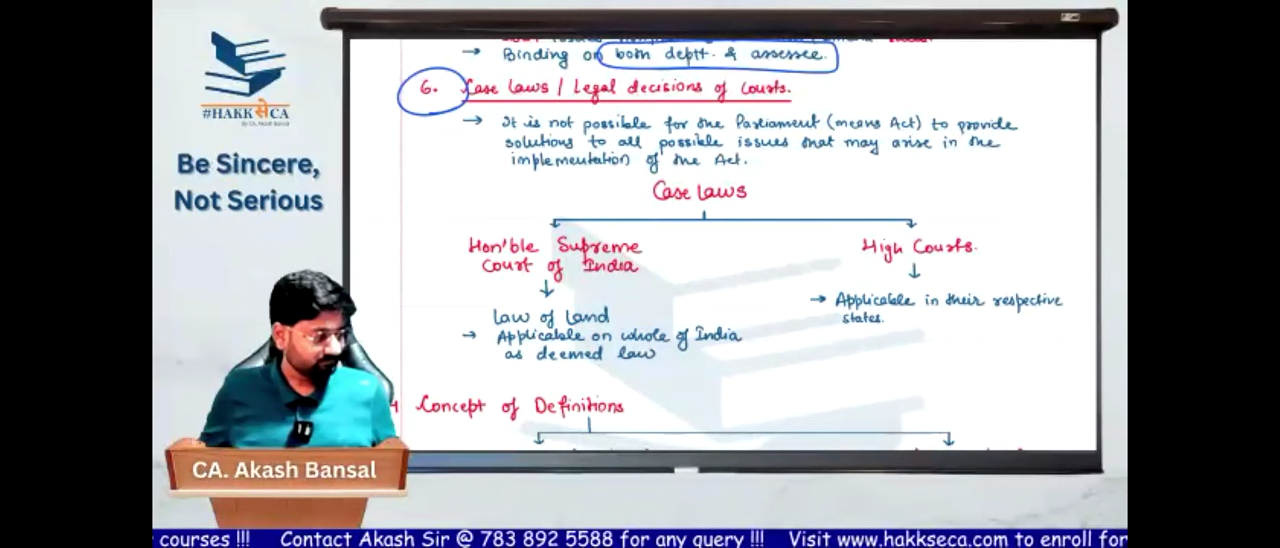 → Binding on both deptt. & assessee.
6. Case laws / Legal decisions of courts.
→ It is not possible for the Parliament (means Act) to provide
solutions to all possible issues that may arise in the
implementation of the Act.
Case laws
Hon'ble Supreme
Court of India
High Courts.
Law of Land
→ Applicable on whole of India
as deemed law
→ Applicable in their respective
states.
Concept of Definitions
#HAKKसेCA
by CA. Akash Bansal
Be Sincere,
Not Serious
CA. Akash Bansal
courses !!! Contact Akash Sir @ 783 892 5588 for any query !!! Visit www.hakkseca.com to enroll for